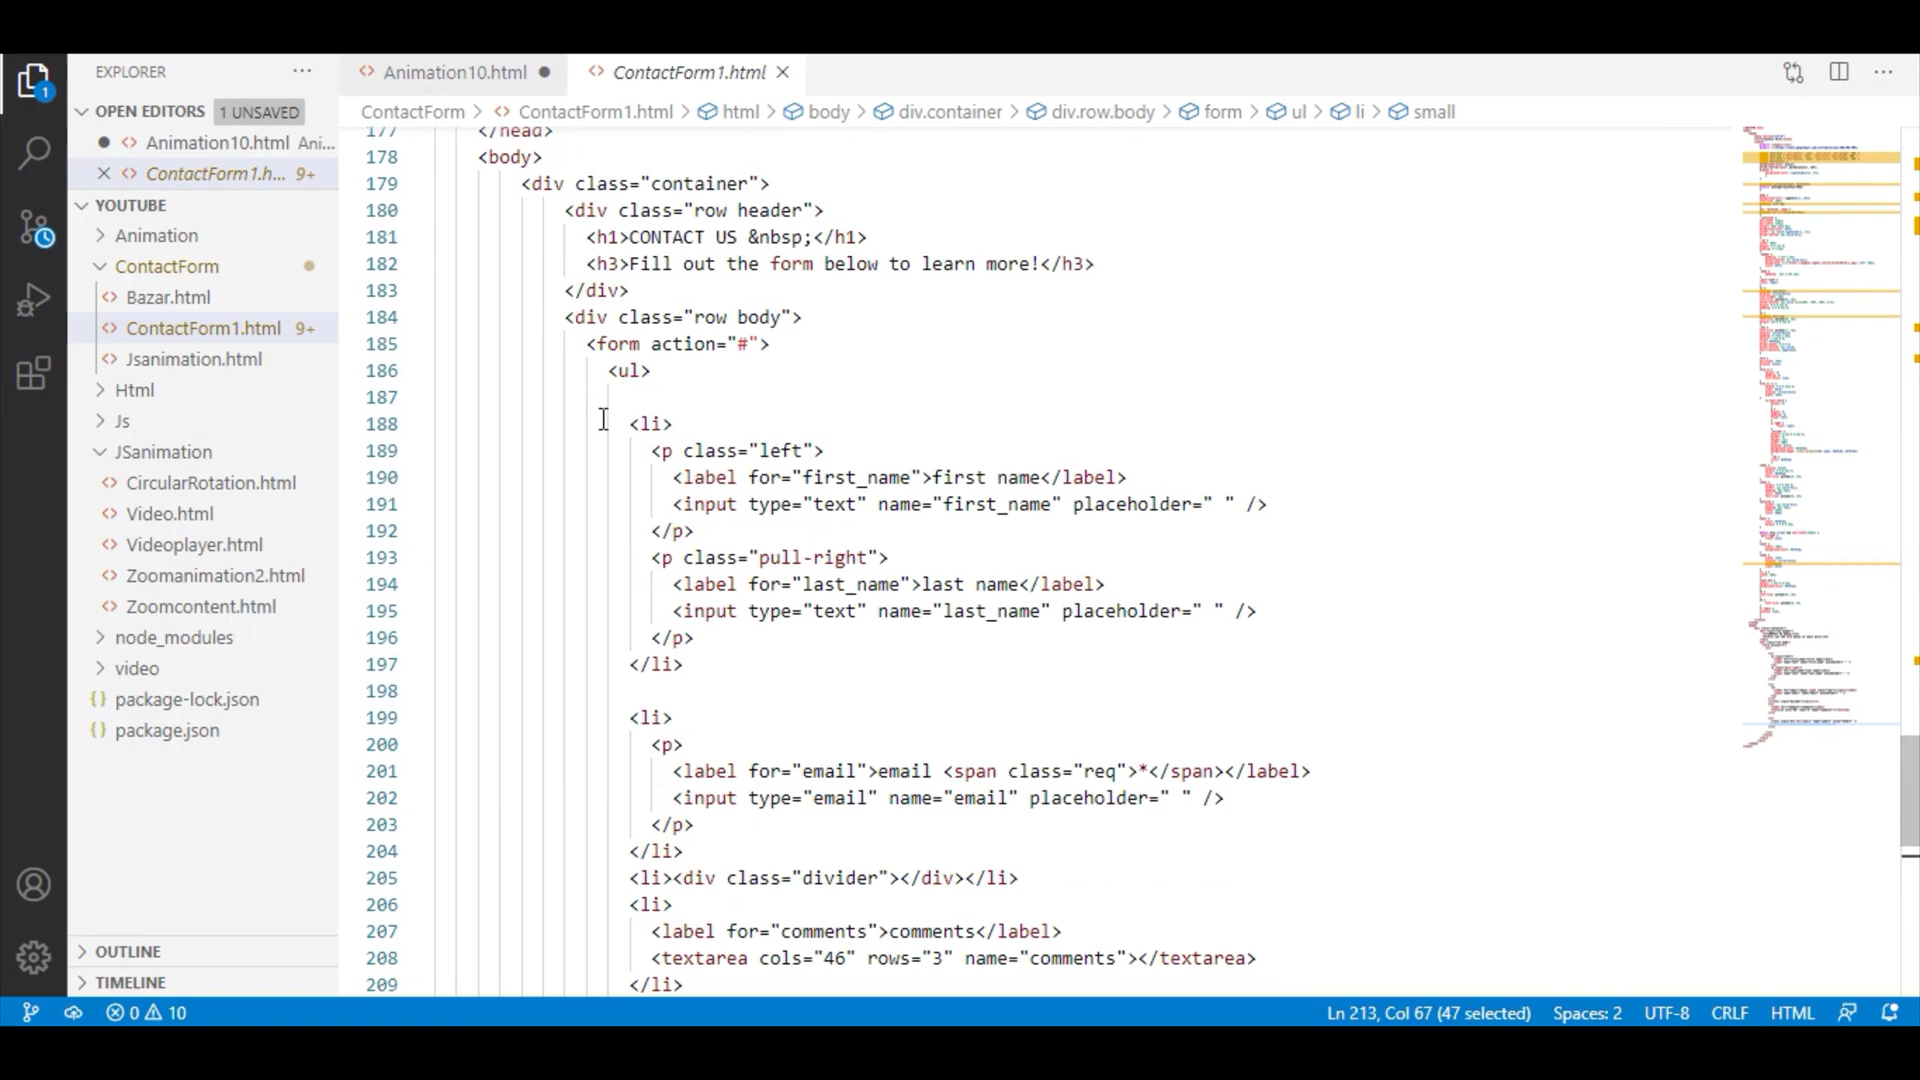 EXPLORER
OPEN EDITORS 1 UNSAVED
Animation10.html Ani...
ContactForm1.h... 9+
YOUTUBE
Animation
ContactForm
Bazar.html
ContactForm1.html 9+
Jsanimation.html
Html
Js
JSanimation
CircularRotation.html
Video.html
Videoplayer.html
Zoomanimation2.html
Zoomcontent.html
node_modules
video
package-lock.json
package.json
OUTLINE
TIMELINE
1
Animation10.html ContactForm1.html
ContactForm > ContactForm1.html > html > body > div.container > div.row.body > form > ul > li > small
177 </head>
178 <body>
179 <div class="container">
180 <div class="row header">
181 <h1>CONTACT US &nbsp;</h1>
182 <h3>Fill out the form below to learn more!</h3>
183 </div>
184 <div class="row body">
185 <form action="#">
186 <ul>
187
188 <li>
189 <p class="left">
190 <label for="first_name">first name</label>
191 <input type="text" name="first_name" placeholder=" " />
192 </p>
193 <p class="pull-right">
194 <label for="last_name">last name</label>
195 <input type="text" name="last_name" placeholder=" " />
196 </p>
197 </li>
198
199 <li>
200 <p>
201 <label for="email">email <span class="req">*</span></label>
202 <input type="email" name="email" placeholder=" " />
203 </p>
204 </li>
205 <li><div class="divider"></div></li>
206 <li>
207 <label for="comments">comments</label>
208 <textarea cols="46" rows="3" name="comments"></textarea>
209 </li>
0 10 Ln 213, Col 67 (47 selected) Spaces: 2 UTF-8 CRLF HTML